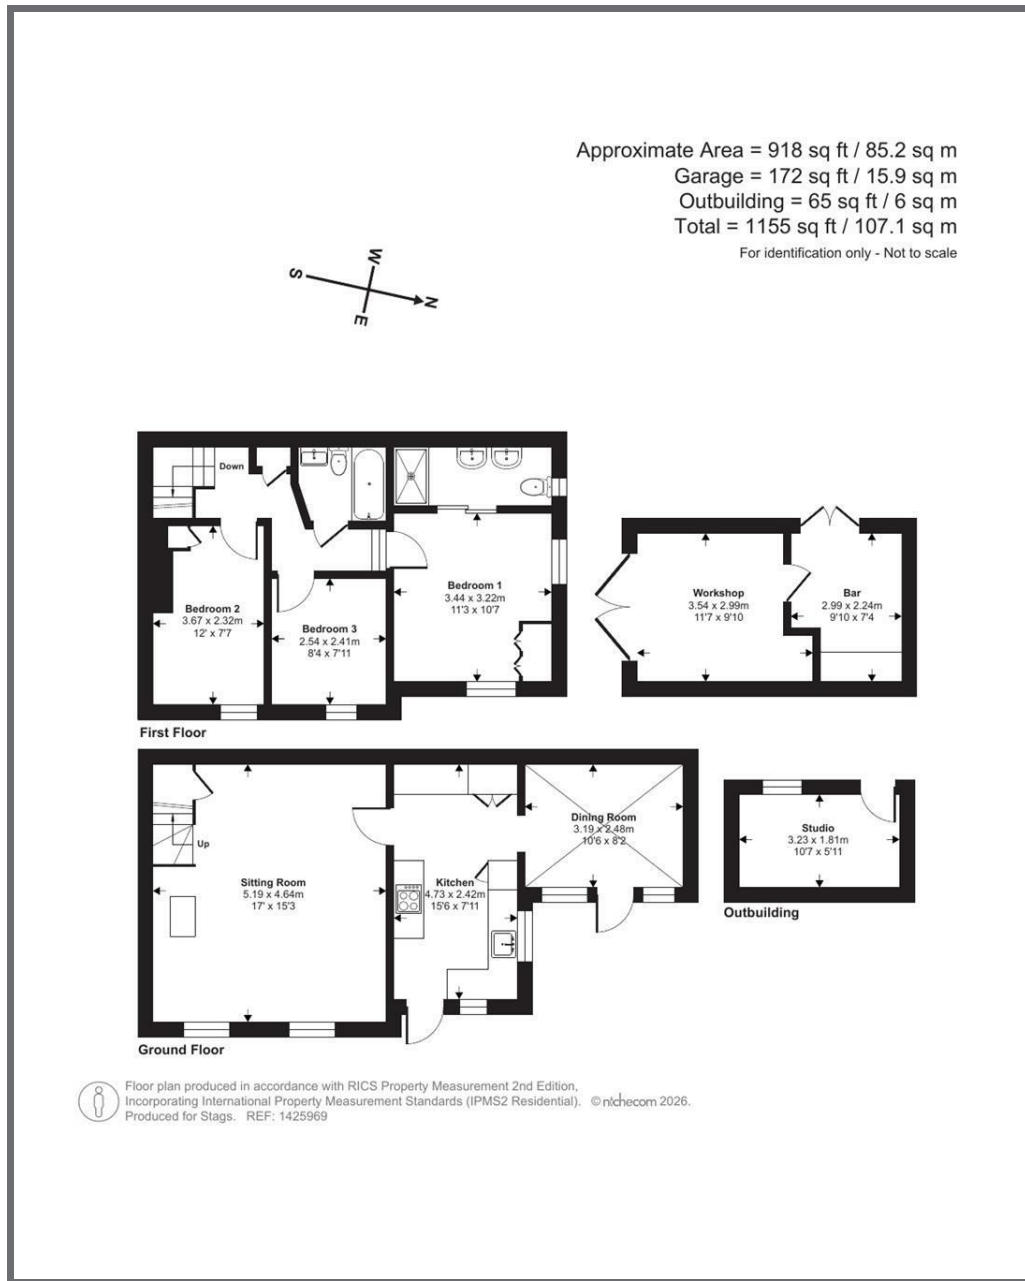 Approximate Area = 918 sq ft / 85.2 sq m
Garage = 172 sq ft / 15.9 sq m
Outbuilding = 65 sq ft / 6 sq m
Total = 1155 sq ft / 107.1 sq m
For identification only - Not to scale
W
S
N
E
Down
Bedroom 1
3.44 x 3.22m
11'3 x 10'7
Bedroom 2
3.67 x 2.32m
12' x 7'7
Bedroom 3
2.54 x 2.41m
8'4 x 7'11
Workshop
3.54 x 2.99m
11'7 x 9'10
Bar
2.99 x 2.24m
9'10 x 7'4
First Floor
Up
Sitting Room
5.19 x 4.64m
17' x 15'3
Kitchen
4.73 x 2.42m
15'6 x 7'11
Dining Room
3.19 x 2.48m
10'6 x 8'2
Studio
3.23 x 1.81m
10'7 x 5'11
Outbuilding
Ground Floor
Floor plan produced in accordance with RICS Property Measurement 2nd Edition,
Incorporating International Property Measurement Standards (IPMS2 Residential). © nichecom 2026.
Produced for Stags. REF: 1425969